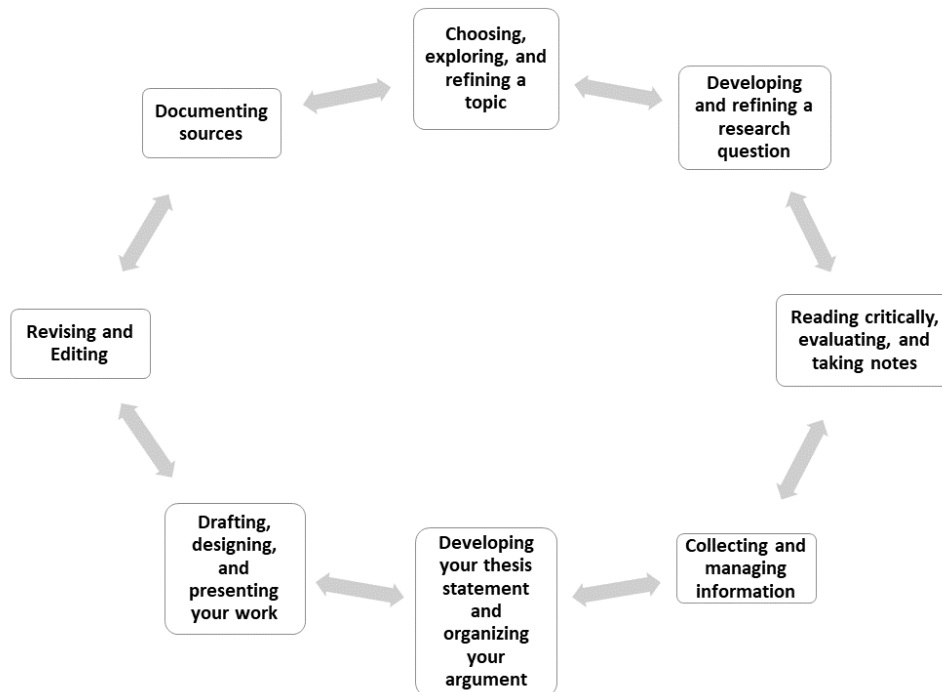 Choosing,
exploring, and
refining a
topic
Developing
and refining a
research
question
Reading critically,
evaluating, and
taking notes
Collecting and
managing
information
Developing
your thesis
statement
and
organizing
your
argument
Drafting,
designing,
and
presenting
your work
Revising and
Editing
Documenting
sources